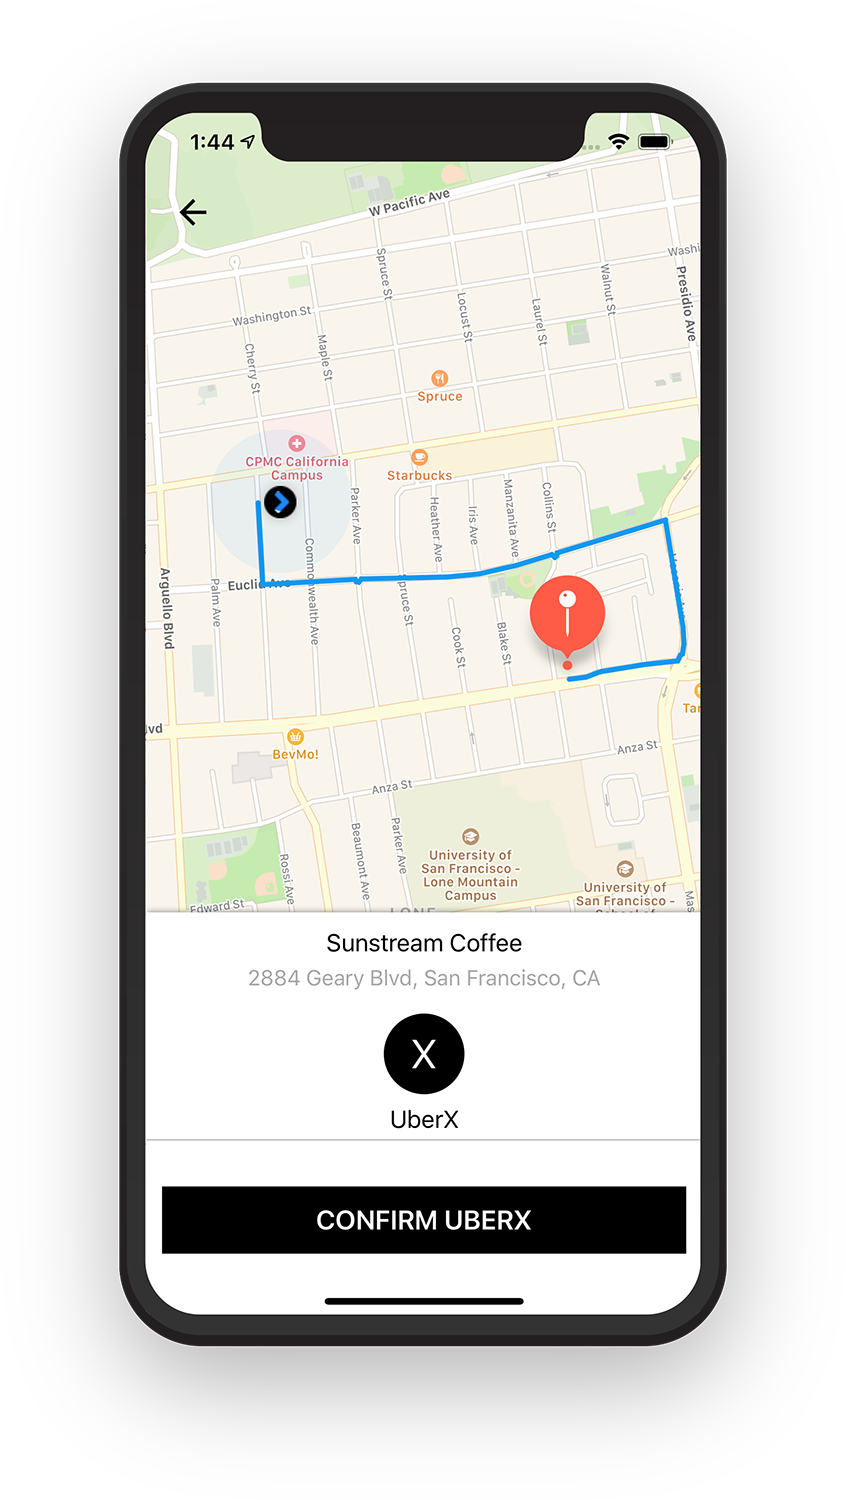 1:44
W Pacific Ave
Washi
Spruce St
Locust St
Laurel St
Walnut St
Presidio Ave
Washington St
Cherry St
Maple St
Spruce
CPMC California
Campus
Starbucks
Parker Ave
Heather Ave
Iris Ave
Manzanita Ave
Collins St
Commonwealth Ave
Arguello Blvd
Palm Ave
Euclid Ave
Spruce St
Cook St
Blake St
lvd
Tar
BevMo!
Anza St
Anza St
Beaumont Ave
Parker Ave
Rossi Ave
University of
San Francisco -
Lone Mountain
Campus
University of
San Francisco -
School of
Mas
Edward St
LONE
Sunstream Coffee
2884 Geary Blvd, San Francisco, CA
X
UberX
CONFIRM UBERX